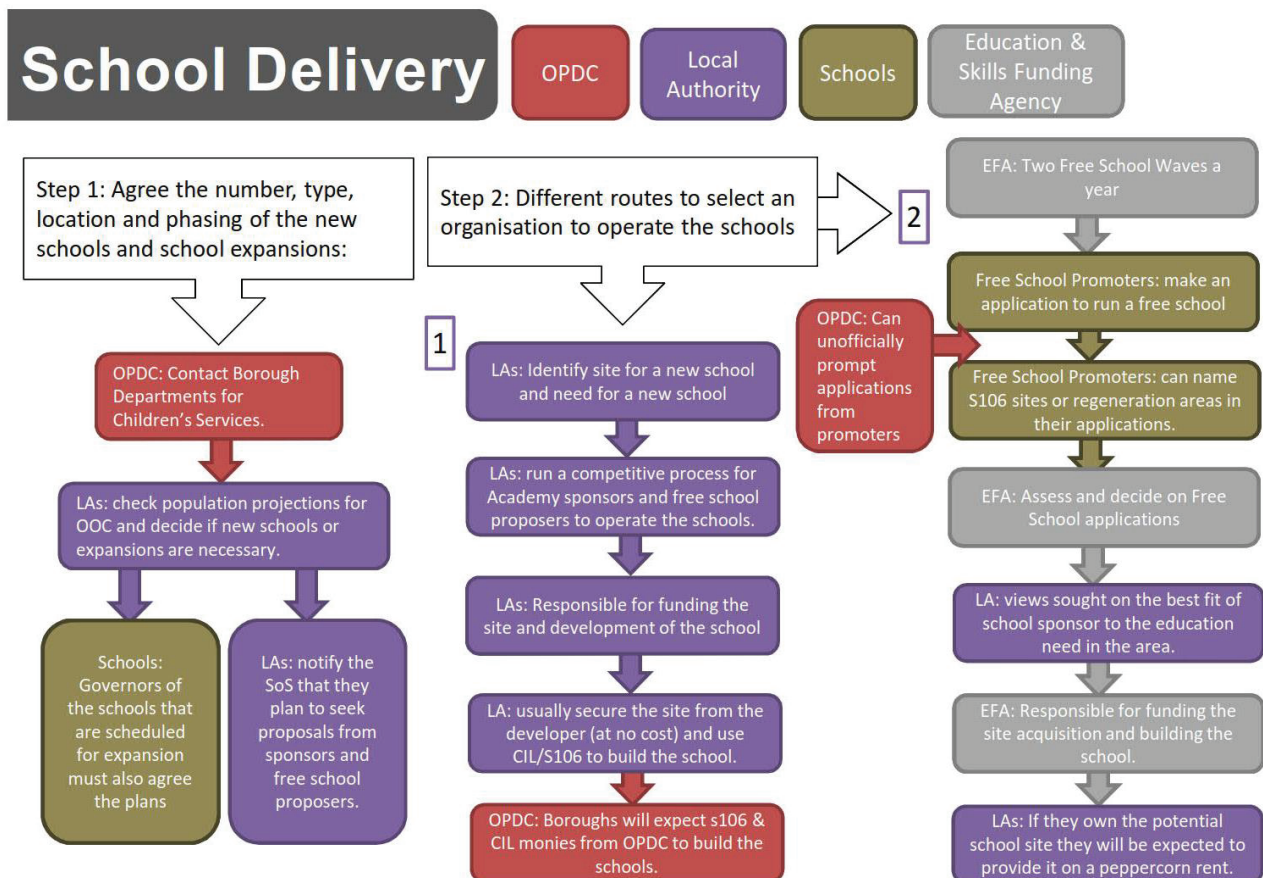 School Delivery
OPDC
Local
Authority
Schools
Education &
Skills Funding
Agency
Step 1: Agree the number, type,
location and phasing of the new
schools and school expansions:
OPDC: Contact Borough
Departments for
Children’s Services.
LAs: check population projections for
OOC and decide if new schools or
expansions are necessary.
Schools:
Governors of
the schools that
are scheduled
for expansion
must also agree
the plans
LAs: notify the
SoS that they
plan to seek
proposals from
sponsors and
free school
proposers.
Step 2: Different routes to select an
organisation to operate the schools
1
LAs: Identify site for a new school
and need for a new school
LAs: run a competitive process for
Academy sponsors and free school
proposers to operate the schools.
LAs: Responsible for funding the
site and development of the school
LA: usually secure the site from the
developer (at no cost) and use
CIL/S106 to build the school.
OPDC: Boroughs will expect s106 &
CIL monies from OPDC to build the
schools.
2
EFA: Two Free School Waves a
year
Free School Promoters: make an
application to run a free school
OPDC: Can
unofficially
prompt
applications
from
promoters
Free School Promoters: can name
S106 sites or regeneration areas in
their applications.
EFA: Assess and decide on Free
School applications
LA: views sought on the best fit of
school sponsor to the education
need in the area.
EFA: Responsible for funding the
site acquisition and building the
school.
LAs: If they own the potential
school site they will be expected to
provide it on a peppercorn rent.